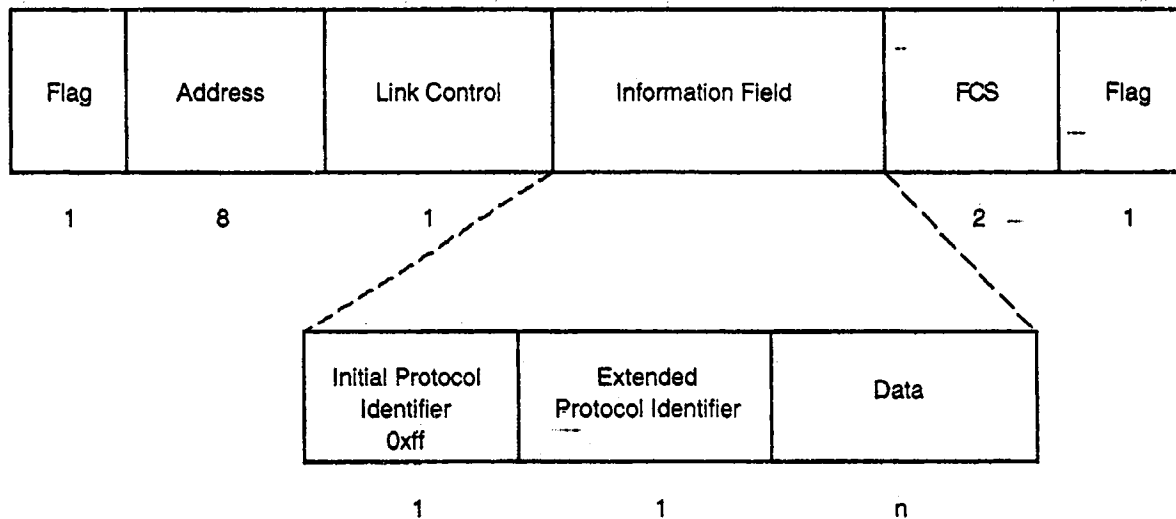 Flag Address Link Control Information Field FCS Flag
1 8 1 2 1
Initial Protocol Identifier 0xff
Extended Protocol Identifier
Data
1 1 n